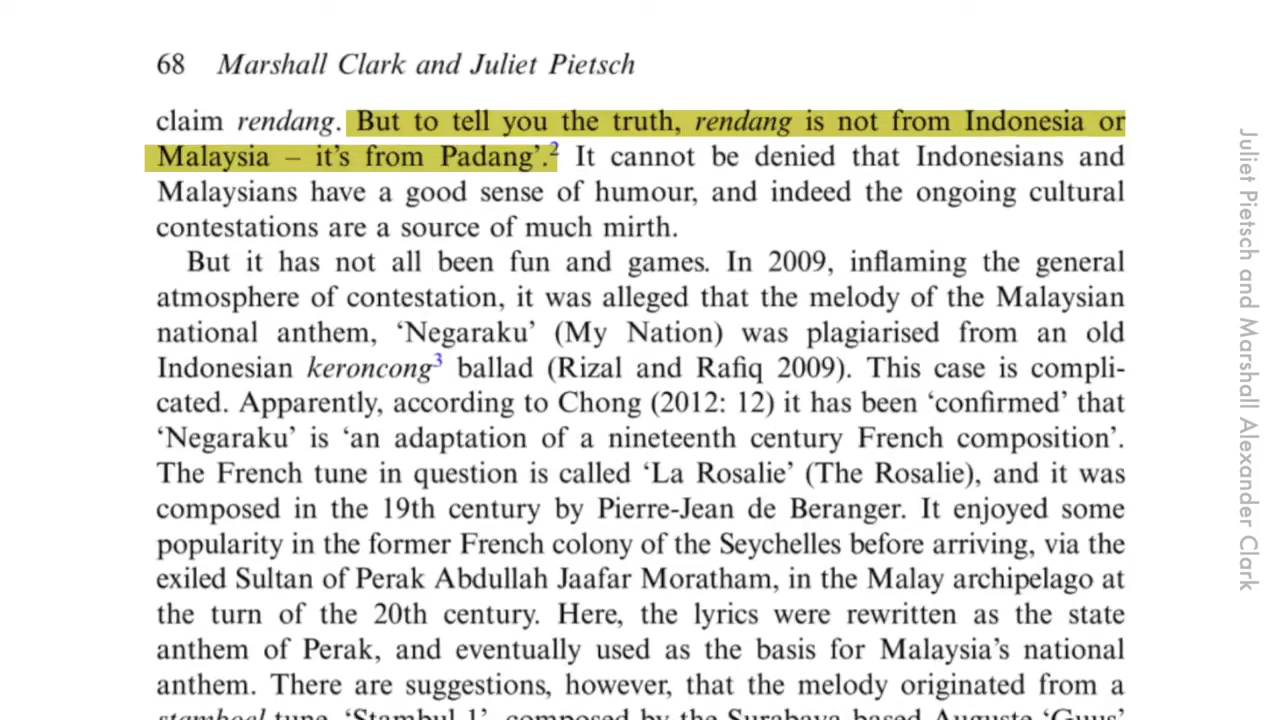 68 Marshall Clark and Juliet Pietsch
claim rendang. But to tell you the truth, rendang is not from Indonesia or
Malaysia – it's from Padang'.2 It cannot be denied that Indonesians and
Malaysians have a good sense of humour, and indeed the ongoing cultural
contestations are a source of much mirth.
But it has not all been fun and games. In 2009, inflaming the general
atmosphere of contestation, it was alleged that the melody of the Malaysian
national anthem, 'Negaraku' (My Nation) was plagiarised from an old
Indonesian keroncong3 ballad (Rizal and Rafiq 2009). This case is compli-
cated. Apparently, according to Chong (2012: 12) it has been 'confirmed' that
'Negaraku' is 'an adaptation of a nineteenth century French composition'.
The French tune in question is called 'La Rosalie' (The Rosalie), and it was
composed in the 19th century by Pierre-Jean de Beranger. It enjoyed some
popularity in the former French colony of the Seychelles before arriving, via the
exiled Sultan of Perak Abdullah Jaafar Moratham, in the Malay archipelago at
the turn of the 20th century. Here, the lyrics were rewritten as the state
anthem of Perak, and eventually used as the basis for Malaysia's national
anthem. There are suggestions, however, that the melody originated from a
stamboel tune, 'Stambul 1', composed by the Surabaya-based Auguste 'Guus'
Juliet Pietsch and Marshall Alexander Clark